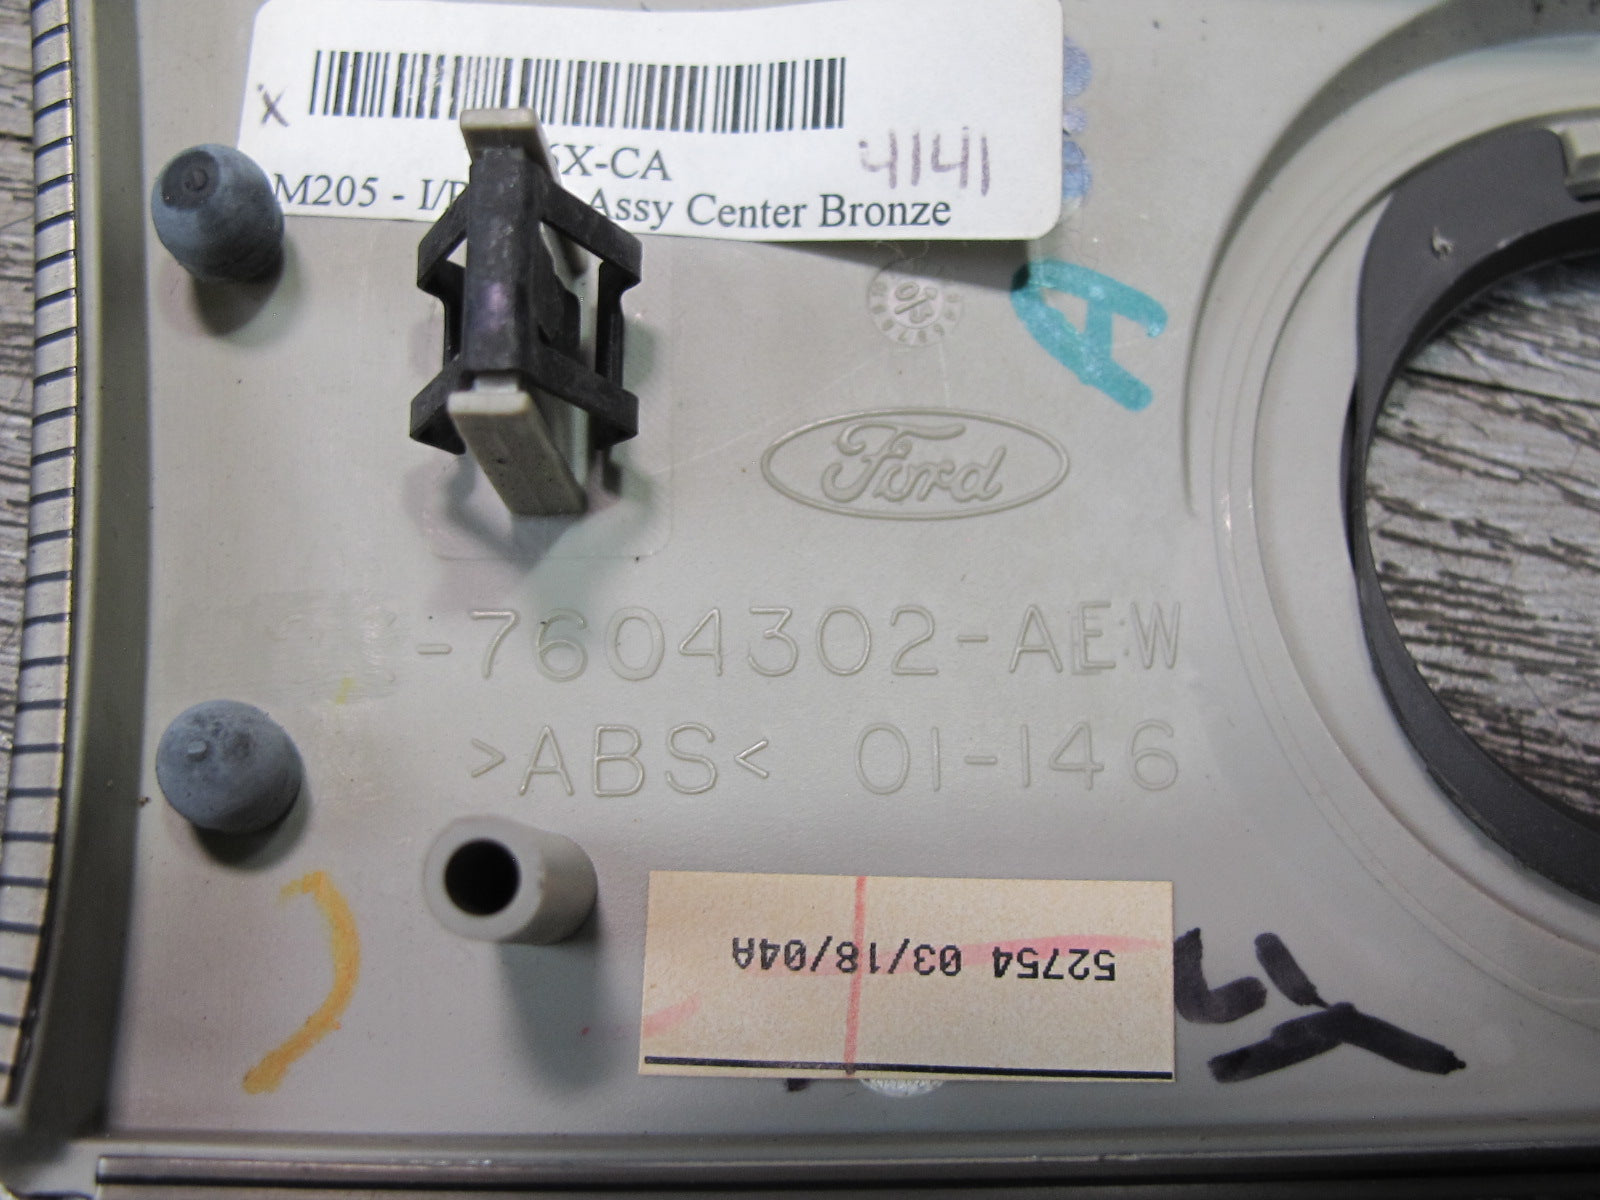 X
6X-CA
4141
M205 - I/P Assy Center Bronze
A
Ford
-7604302-AEW
>ABS< 01-146
52754 03/18/04A